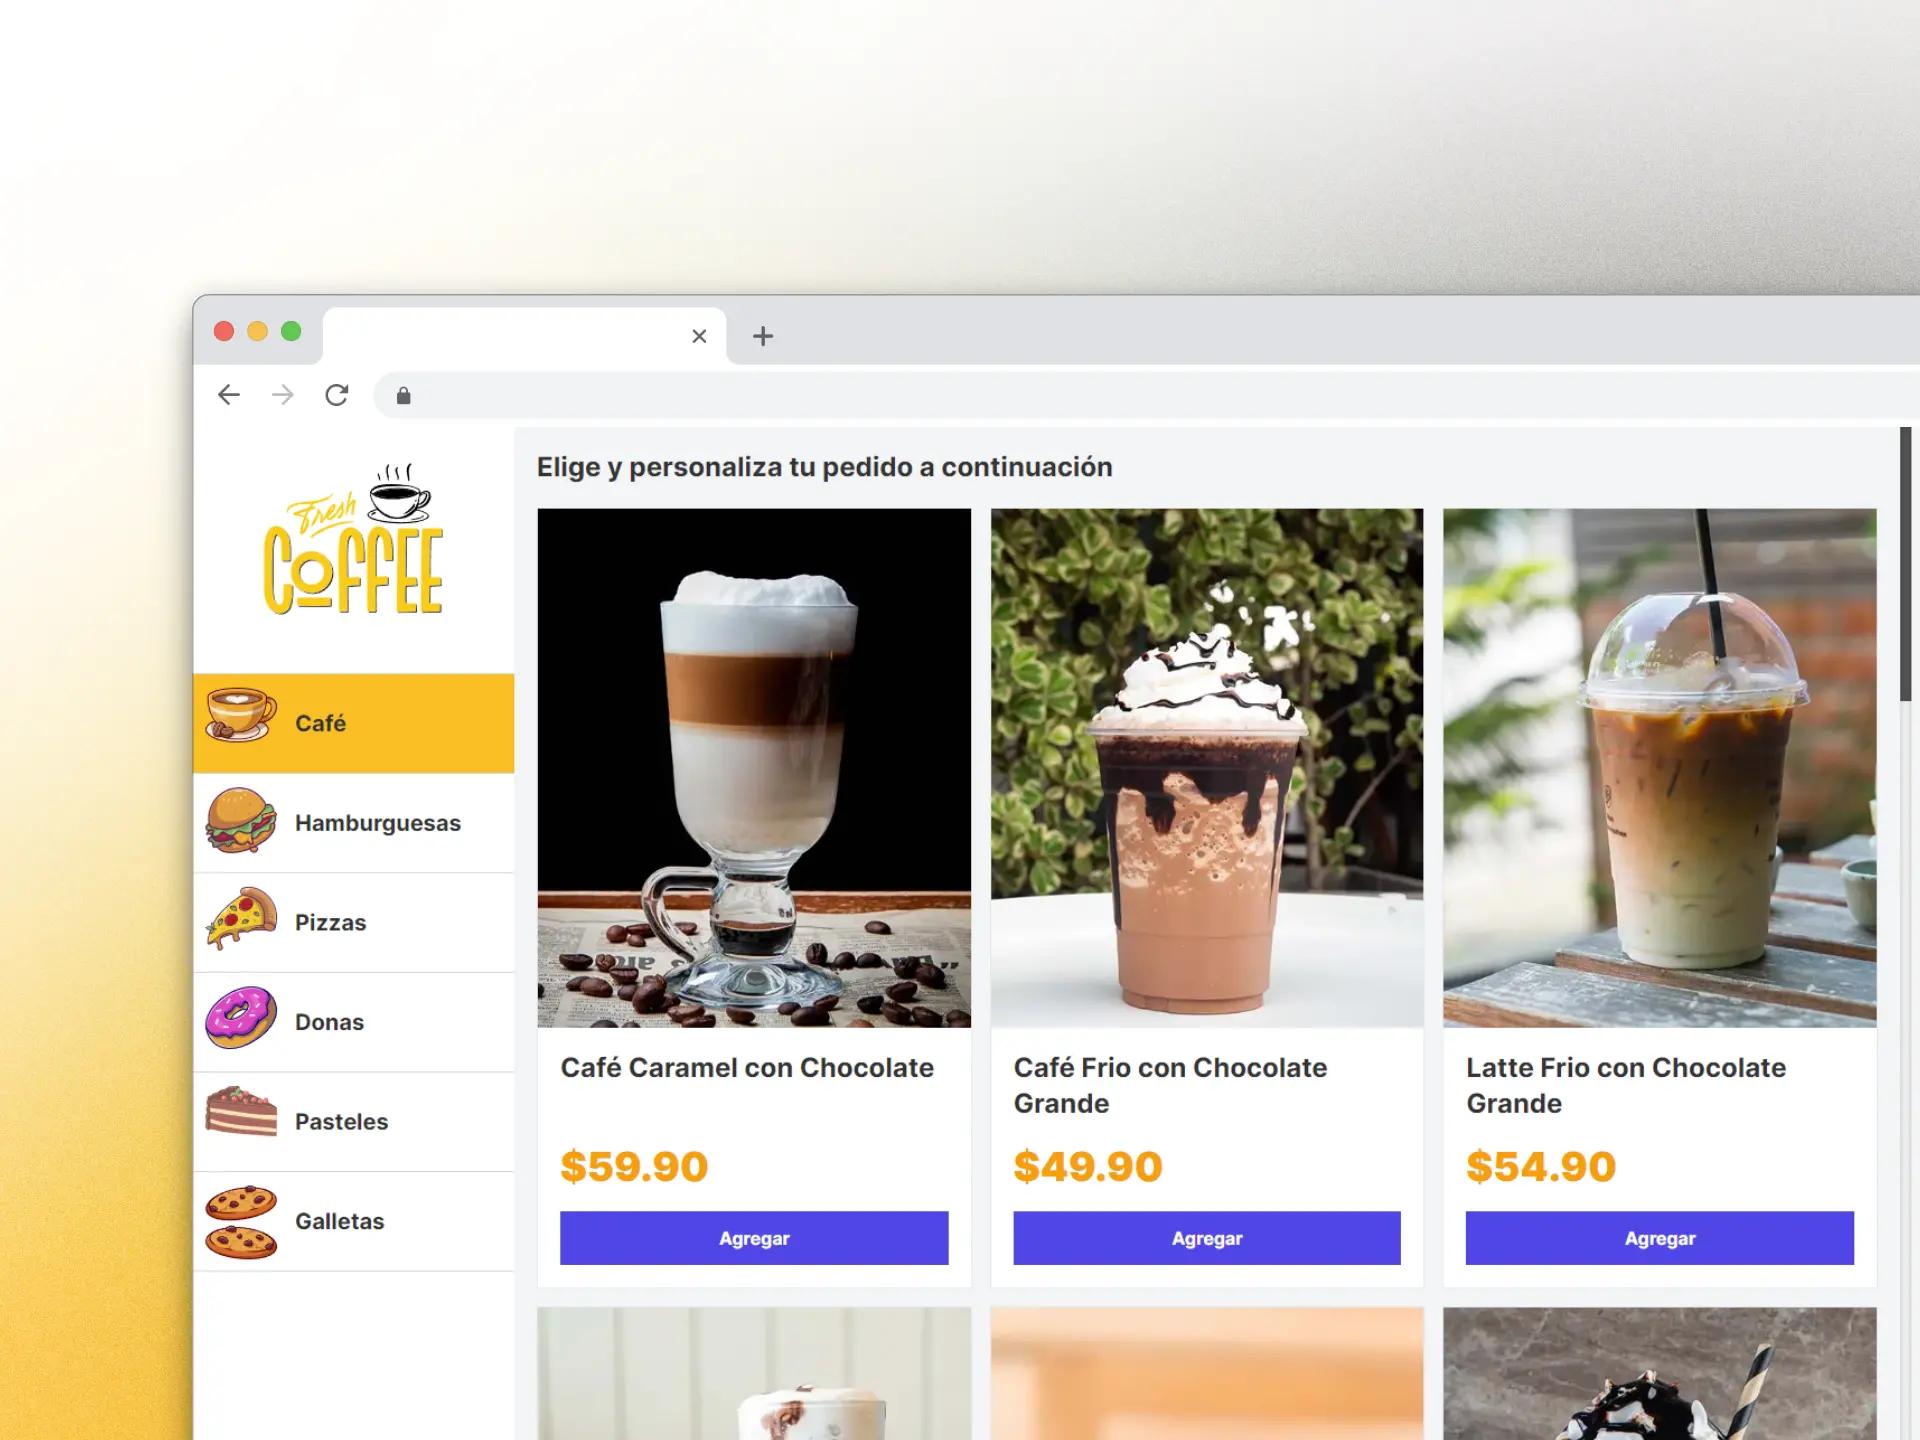 Elige y personaliza tu pedido a continuación
Fresh
COFFEE
Café
Hamburguesas
Pizzas
Donas
Pasteles
Galletas
Café Caramel con Chocolate
$59.90
Agregar
Café Frio con Chocolate
Grande
$49.90
Agregar
Latte Frio con Chocolate
Grande
$54.90
Agregar